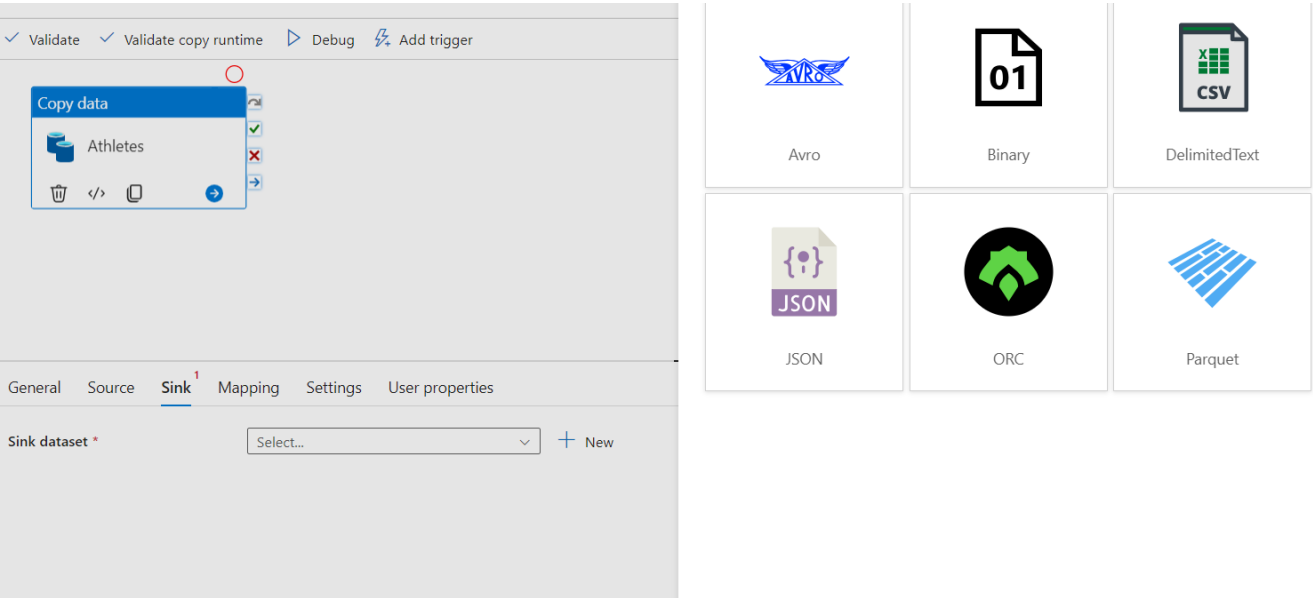 Validate
Validate copy runtime
Debug
Add trigger
Copy data
Athletes
</>
General
Source
Sink
1
Mapping
Settings
User properties
Sink dataset *
Select...
New
AVRO
Avro
01
Binary
X
CSV
DelimitedText
{ }
JSON
JSON
ORC
Parquet